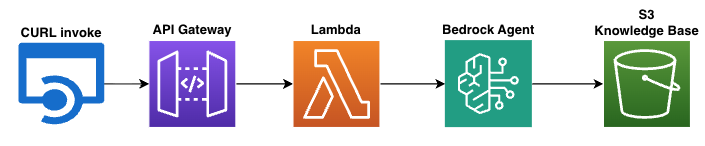 CURL invoke
API Gateway
</>
Lambda
Bedrock Agent
S3
Knowledge Base